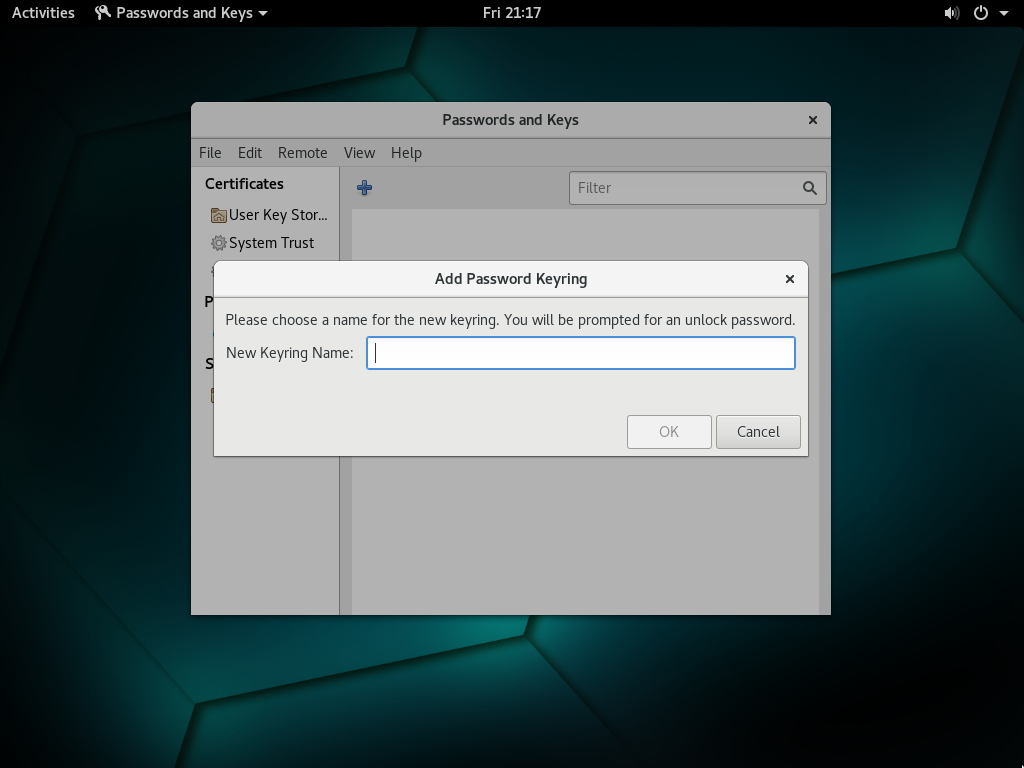 Activities Passwords and Keys Fri 21:17
Passwords and Keys
File Edit Remote View Help
Certificates
Filter
User Key Stor...
System Trust
Add Password Keyring
P
Please choose a name for the new keyring. You will be prompted for an unlock password.
New Keyring Name:
S
OK Cancel